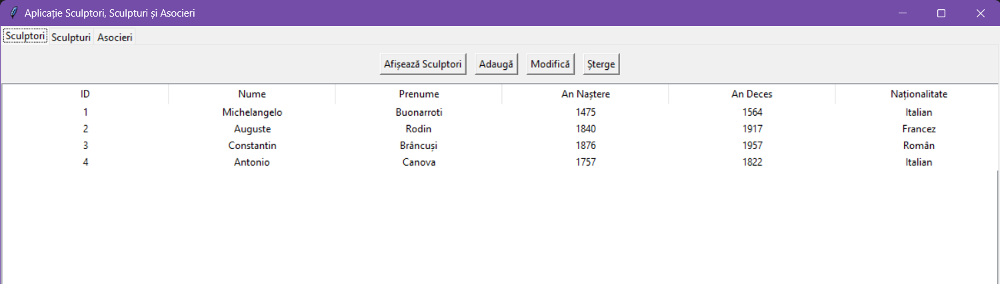 Aplicație Sculptori, Sculpturi și Asocieri
Sculptori Sculpturi Asocieri
Afișează Sculptori Adaugă Modifică Șterge
ID Nume Prenume An Naștere An Deces Naționalitate
1 Michelangelo Buonarroti 1475 1564 Italian
2 Auguste Rodin 1840 1917 Francez
3 Constantin Brâncuși 1876 1957 Român
4 Antonio Canova 1757 1822 Italian